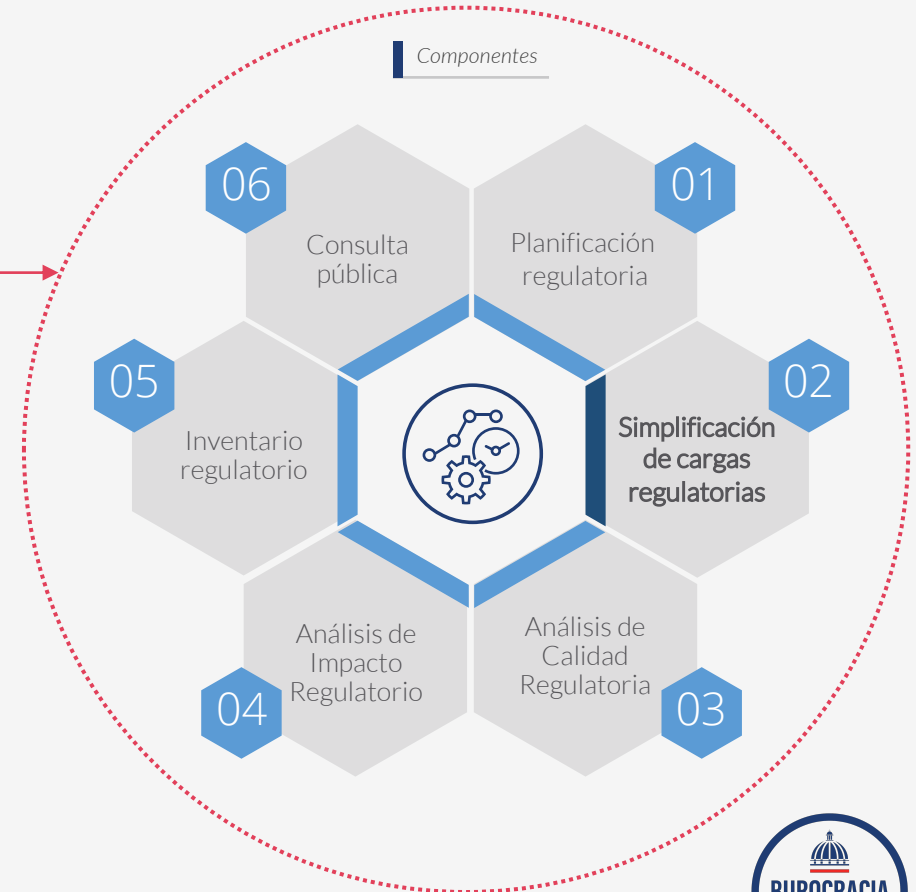 Componentes
01
Planificación
regulatoria
02
Simplificación
de cargas
regulatorias
03
Análisis de
Calidad
Regulatoria
04
Análisis de
Impacto
Regulatorio
05
Inventario
regulatorio
06
Consulta
pública
BUROCRACIA